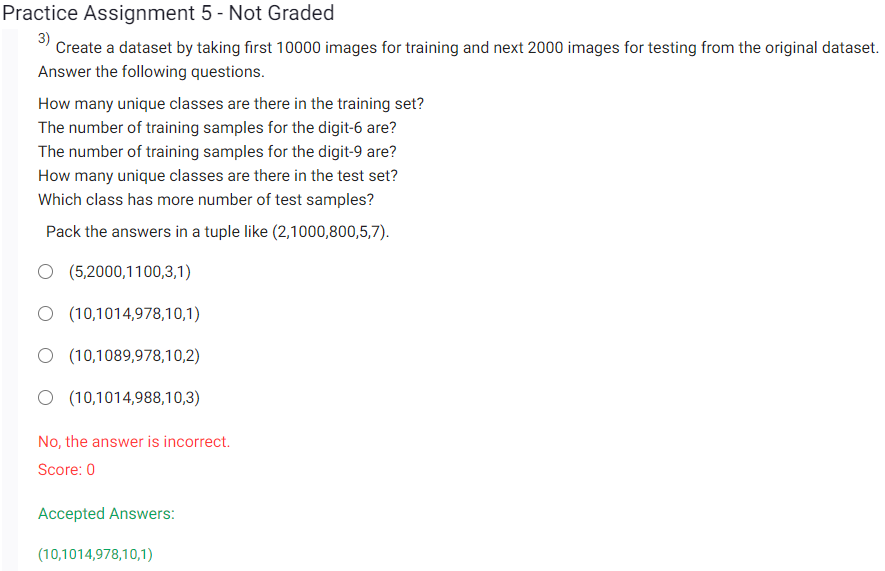 Practice Assignment 5 - Not Graded
3) Create a dataset by taking first 10000 images for training and next 2000 images for testing from the original dataset.
Answer the following questions.
How many unique classes are there in the training set?
The number of training samples for the digit-6 are?
The number of training samples for the digit-9 are?
How many unique classes are there in the test set?
Which class has more number of test samples?
Pack the answers in a tuple like (2,1000,800,5,7).
(5,2000,1100,3,1)
(10,1014,978,10,1)
(10,1089,978,10,2)
(10,1014,988,10,3)
No, the answer is incorrect.
Score: 0
Accepted Answers:
(10,1014,978,10,1)